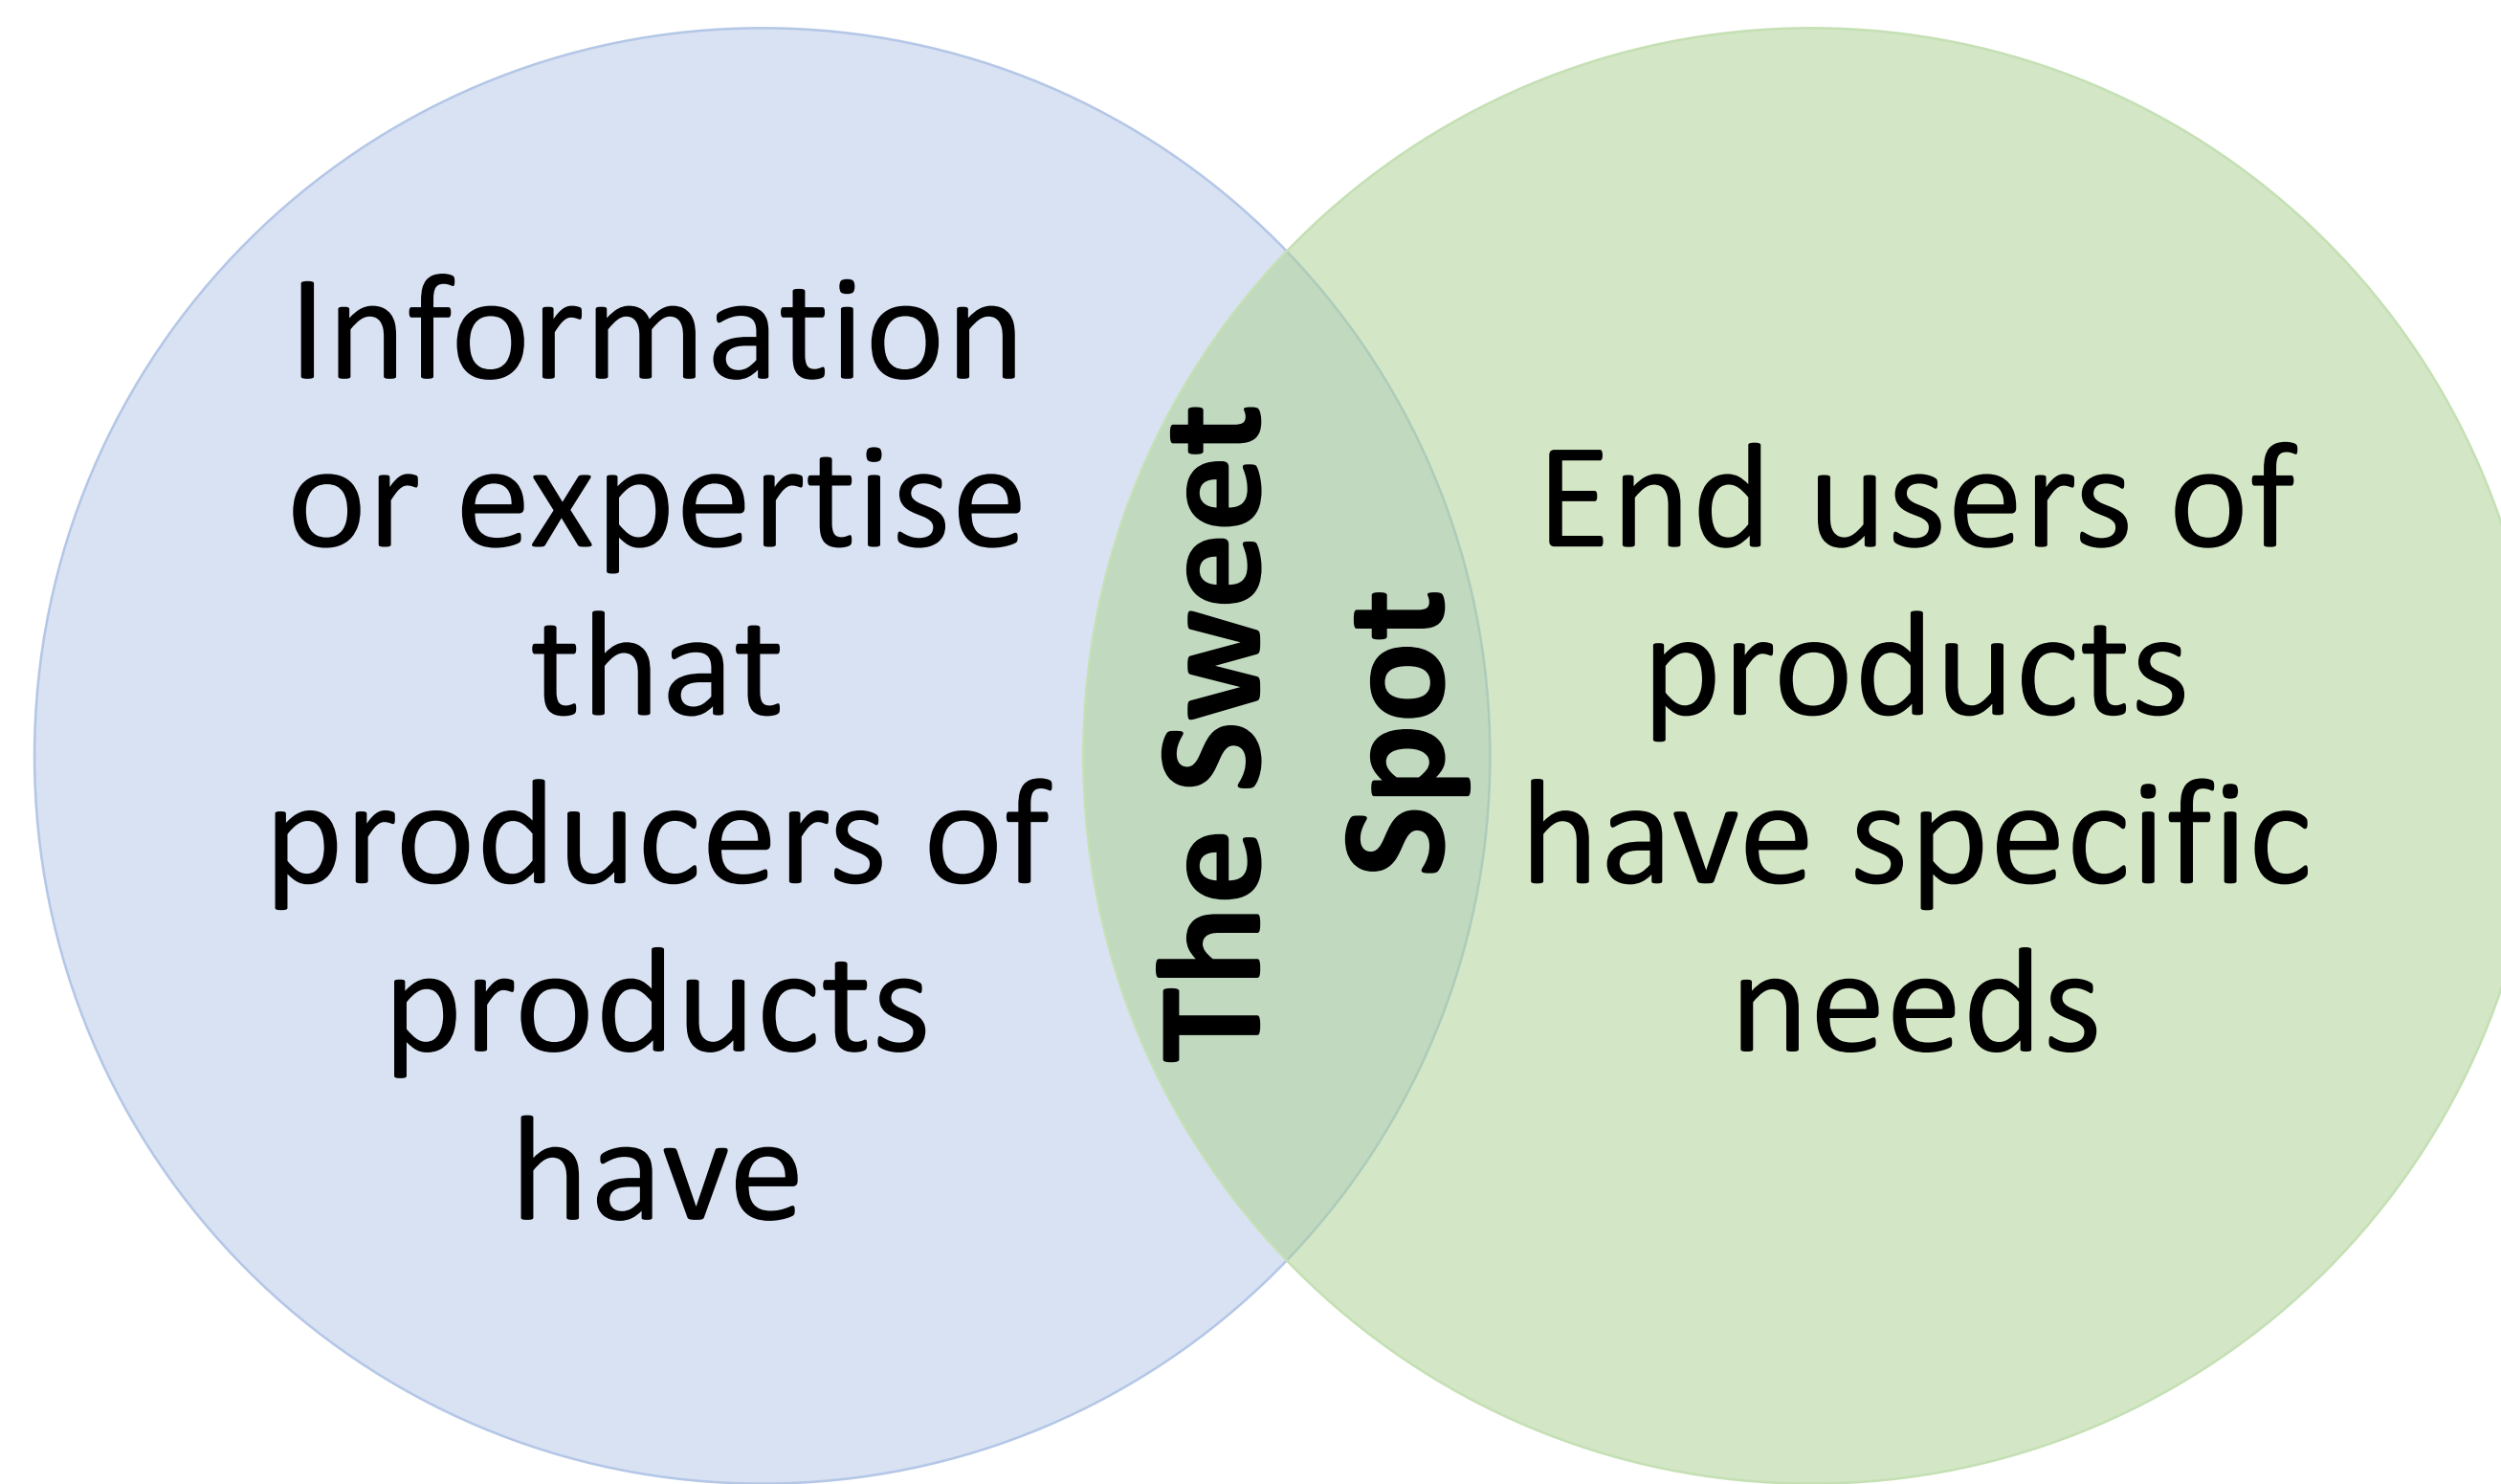 Information
or expertise
that
producers of
products
have
The Sweet
Spot
End users of
products
have specific
needs